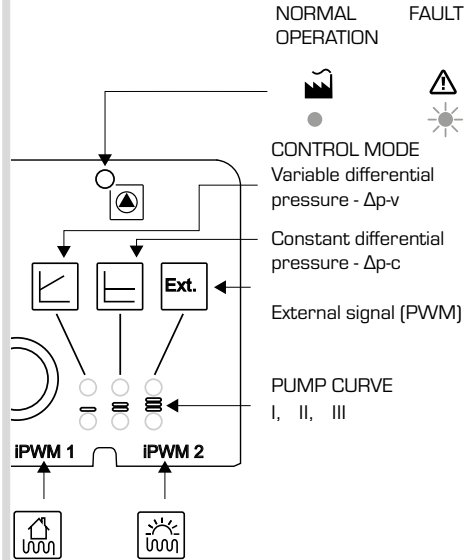 NORMAL FAULT
OPERATION
CONTROL MODE
Variable differential
pressure - Δp-v
Constant differential
pressure - Δp-c
Ext.
External signal (PWM)
PUMP CURVE
I, II, III
iPWM 1 iPWM 2